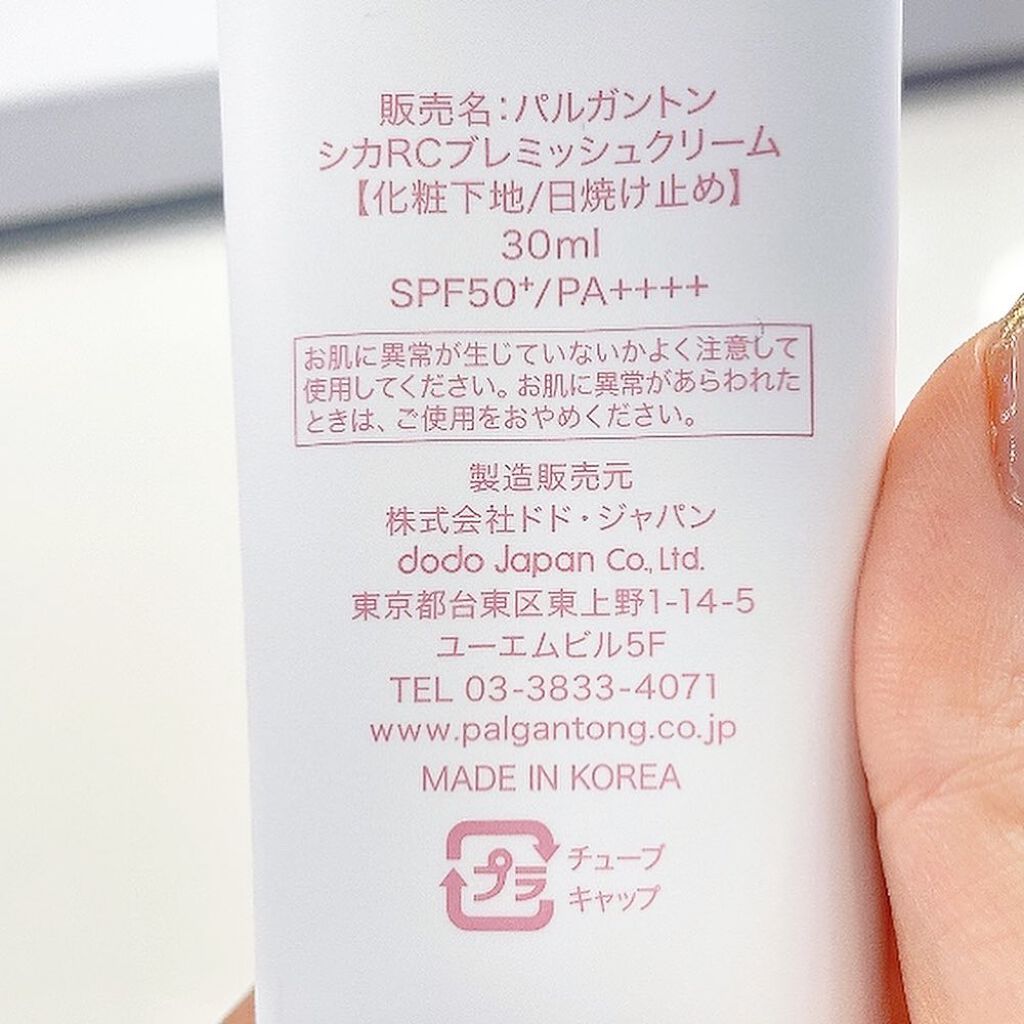 販売名：パルガントン
シカRCブレミッシュクリーム
【化粧下地/日焼け止め】
30ml
SPF50⁺/PA++++
お肌に異常が生じていないかよく注意して
使用してください。お肌に異常があらわれた
ときは、ご使用をおやめください。
製造販売元
株式会社ドド・ジャパン
dodo Japan Co., Ltd.
東京都台東区東上野1-14-5
ユーエムビル5F
TEL 03-3833-4071
www.palgantong.co.jp
MADE IN KOREA
プラ
チューブ
キャップ